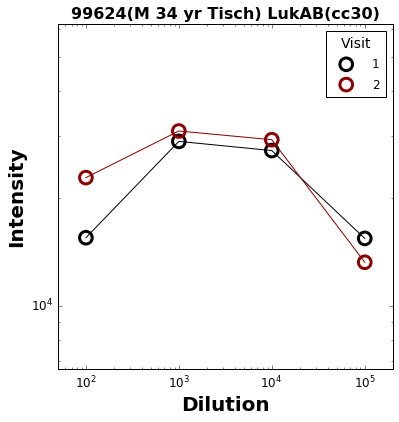 99624(M 34 yr Tisch) LukAB(cc30)
Visit
1
2
Intensity
10^4
10^2 10^3 10^4 10^5
Dilution